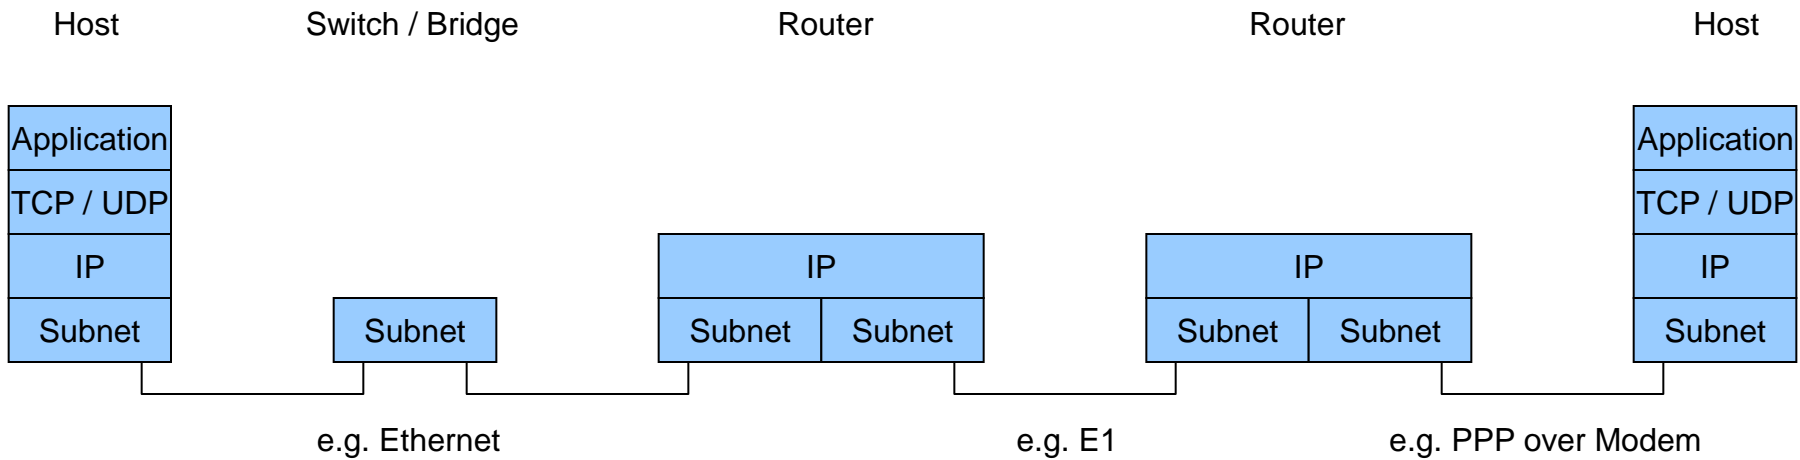 Host
Switch / Bridge
Router
Router
Host
Application
TCP / UDP
IP
Subnet
Subnet
IP
Subnet
Subnet
IP
Subnet
Subnet
Application
TCP / UDP
IP
Subnet
e.g. Ethernet
e.g. E1
e.g. PPP over Modem